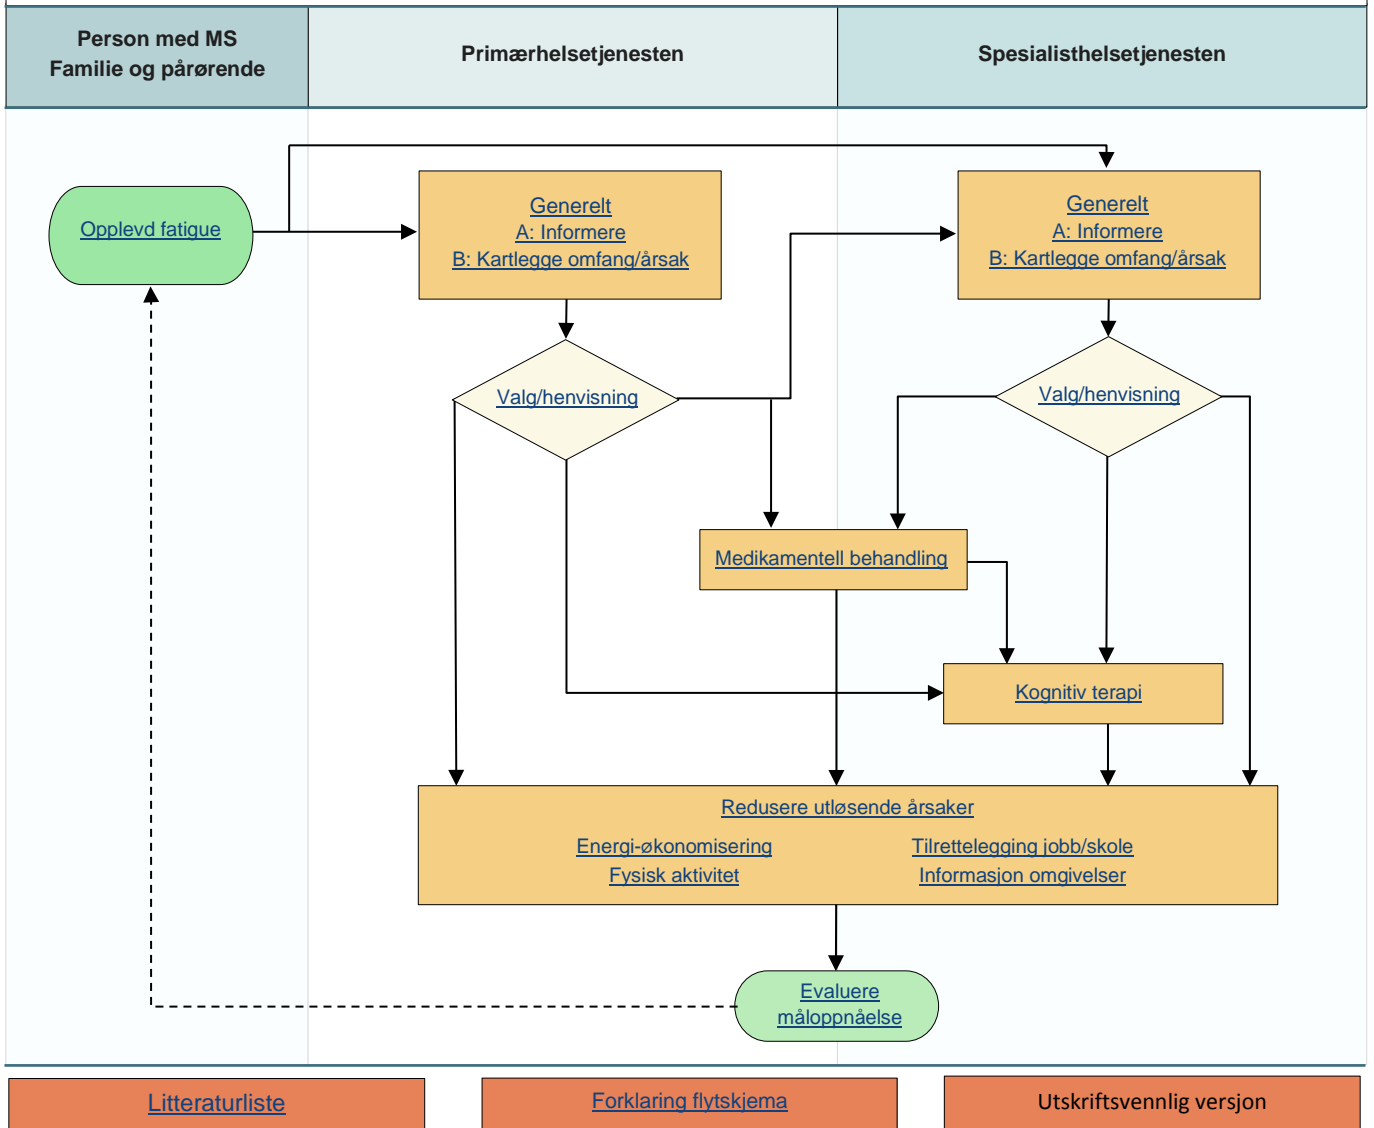 Person med MS
Familie og pårørende
Primærhelsetjenesten
Spesialisthelsetjenesten
Opplevd fatigue
Generelt
A: Informere
B: Kartlegge omfang/årsak
Generelt
A: Informere
B: Kartlegge omfang/årsak
Valg/henvisning
Valg/henvisning
Medikamentell behandling
Kognitiv terapi
Redusere utløsende årsaker
Energi-økonomisering
Tilrettelegging jobb/skole
Fysisk aktivitet
Informasjon omgivelser
Evaluere
måloppnåelse
Litteraturliste
Forklaring flytskjema
Utskriftsvennlig versjon